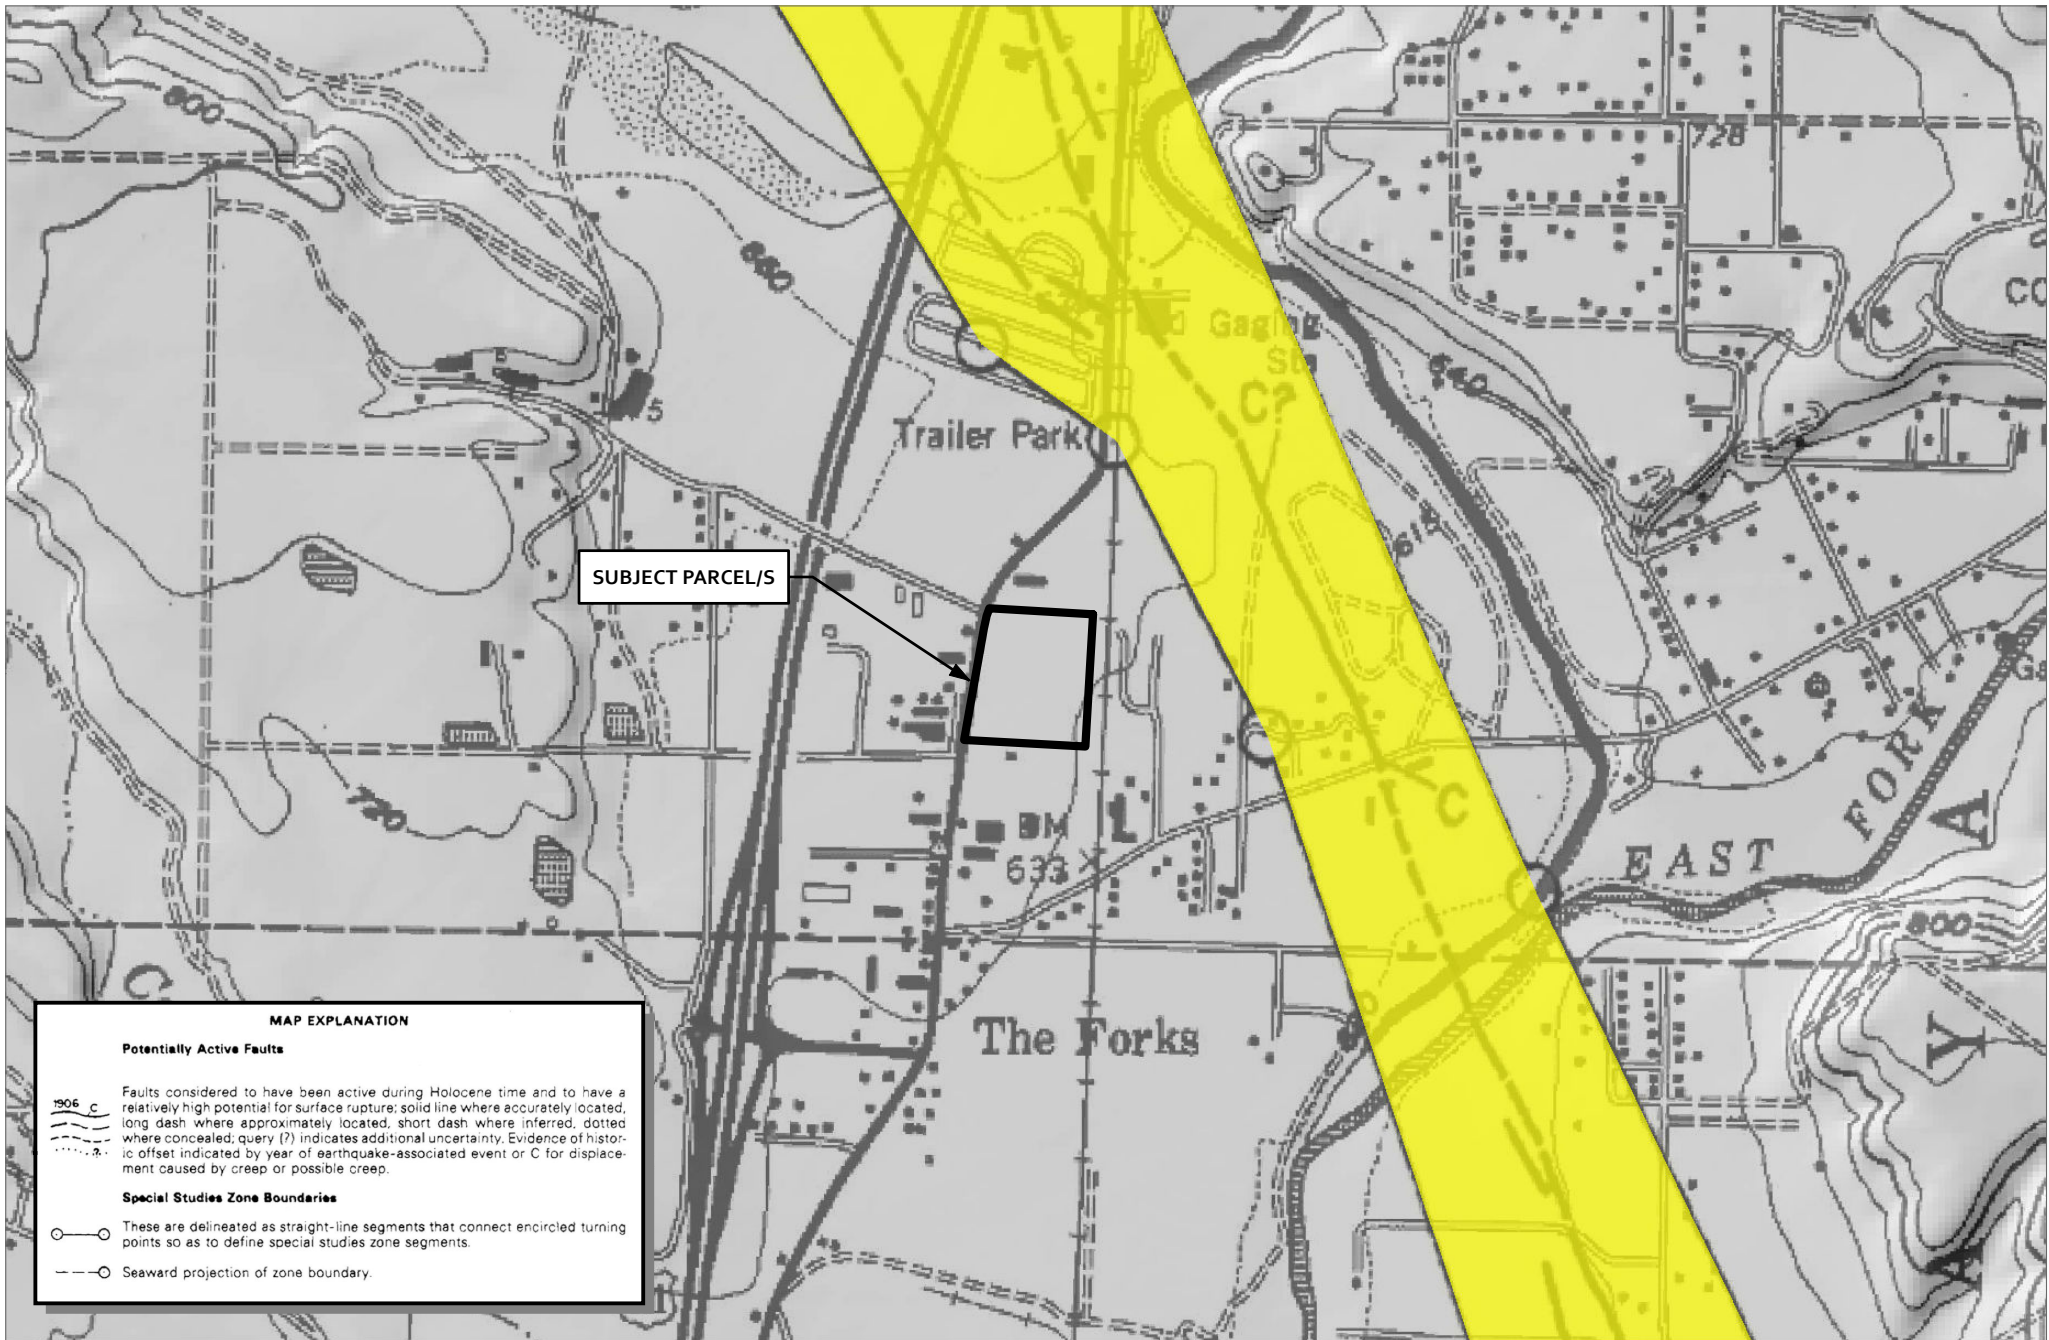 800
728
CO
660
Gaging
Sta
640
C?
5
Trailer Park
615
SUBJECT PARCEL/S
Ga
720
BM
633
C
EAST FORK
A
800
C
The Forks
Y
A
MAP EXPLANATION
Potentially Active Faults
1906 C
Faults considered to have been active during Holocene time and to have a
relatively high potential for surface rupture; solid line where accurately located,
long dash where approximately located, short dash where inferred, dotted
where concealed; query (?) indicates additional uncertainty. Evidence of histor-
ic offset indicated by year of earthquake-associated event or C for displace-
ment caused by creep or possible creep.
?
Special Studies Zone Boundaries
These are delineated as straight-line segments that connect encircled turning
points so as to define special studies zone segments.
Seaward projection of zone boundary.